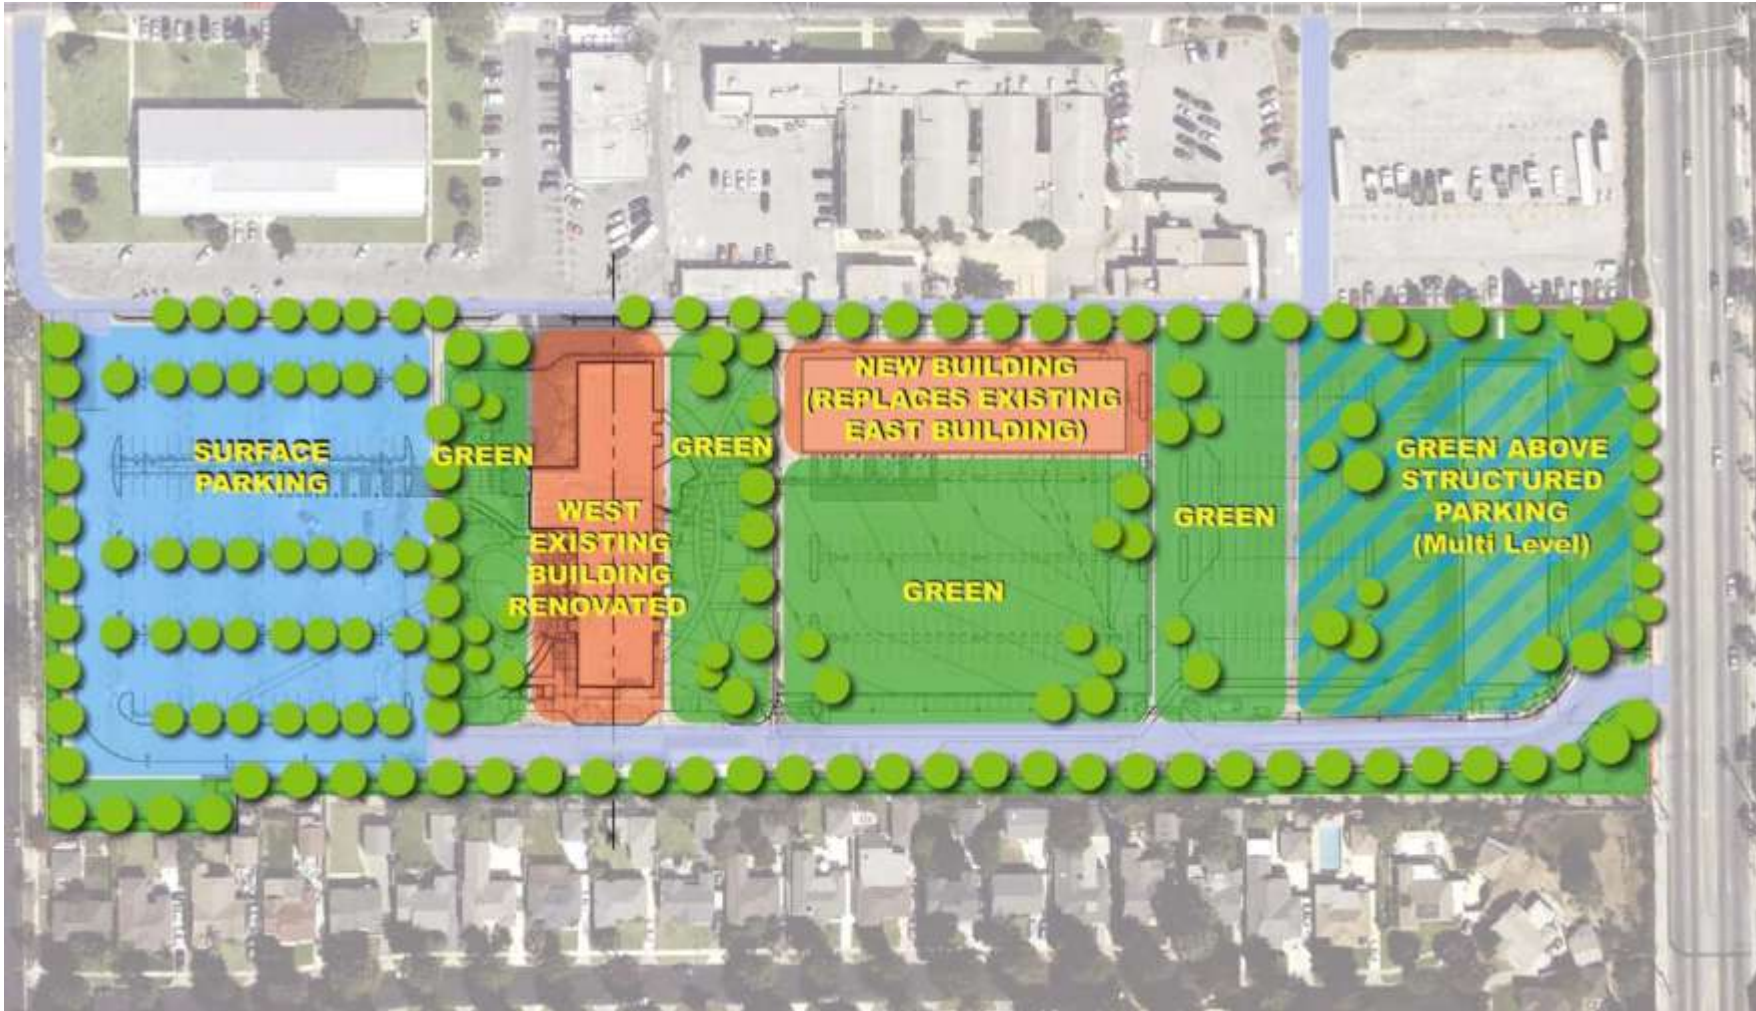 SURFACE
PARKING
GREEN
WEST
EXISTING
BUILDING
RENOVATED
GREEN
NEW BUILDING
(REPLACES EXISTING
EAST BUILDING)
GREEN
GREEN
GREEN ABOVE
STRUCTURED
PARKING
(Multi Level)